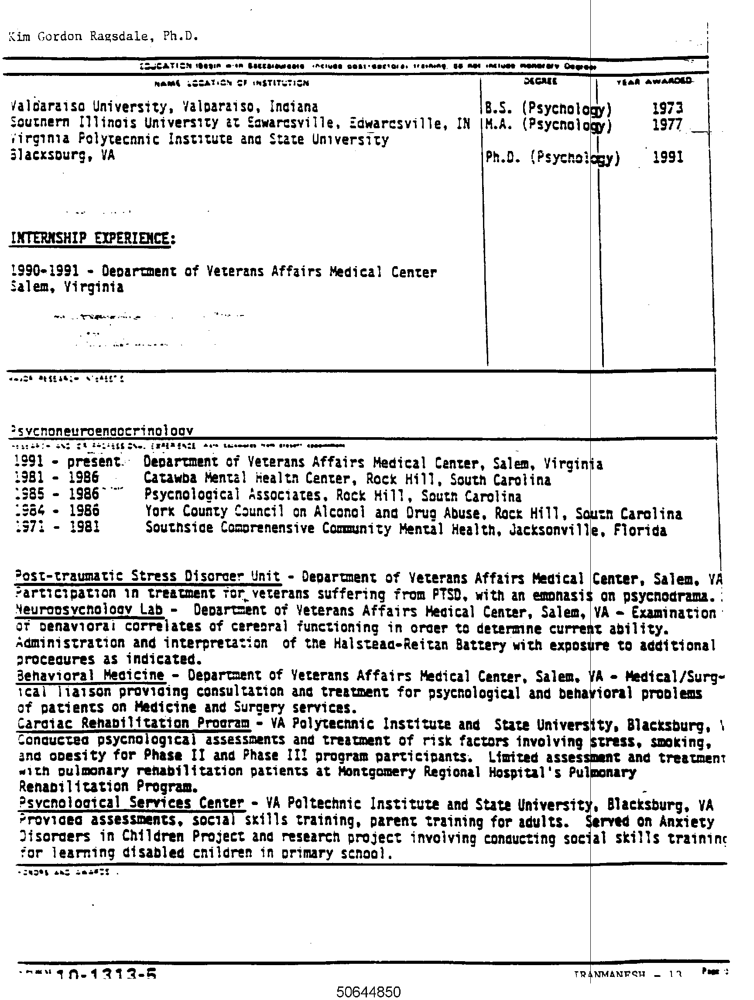 Kim Gordon Ragsdale, Ph.D.
EDUCATION (Begin with Baccalaureate include post-doctoral training, do not include honorary Degrees
NAME LOCATION OF INSTITUTION DEGREE YEAR AWARDED
Valparaiso University, Valparaiso, Indiana B.S. (Psychology) 1973
Southern Illinois University at Edwardsville, Edwardsville, IN M.A. (Psychology) 1977
Virginia Polytechnic Institute and State University
Blacksburg, VA Ph.D. (Psychology) 1991
INTERNSHIP EXPERIENCE:
1990-1991 - Department of Veterans Affairs Medical Center
Salem, Virginia
MAJOR RESEARCH INTERESTS
Psychoneuroendocrinology
1991 - present. Department of Veterans Affairs Medical Center, Salem, Virginia
1981 - 1986 Catawba Mental Health Center, Rock Hill, South Carolina
1985 - 1986 Psychological Associates, Rock Hill, South Carolina
1984 - 1986 York County Council on Alcohol and Drug Abuse, Rock Hill, South Carolina
1971 - 1981 Southside Comprehensive Community Mental Health, Jacksonville, Florida
Post-traumatic Stress Disorder Unit - Department of Veterans Affairs Medical Center, Salem, VA
Participation in treatment for veterans suffering from PTSD, with an emphasis on psychodrama.
Neuropsychology Lab - Department of Veterans Affairs Medical Center, Salem, VA - Examination
of behavioral correlates of cerebral functioning in order to determine current ability.
Administration and interpretation of the Halstead-Reitan Battery with exposure to additional
procedures as indicated.
Behavioral Medicine - Department of Veterans Affairs Medical Center, Salem, VA - Medical/Surg-
ical liaison providing consultation and treatment for psychological and behavioral problems
of patients on Medicine and Surgery services.
Cardiac Rehabilitation Program - VA Polytechnic Institute and State University, Blacksburg, V
Conducted psychological assessments and treatment of risk factors involving stress, smoking,
and obesity for Phase II and Phase III program participants. Limited assessment and treatment
with pulmonary rehabilitation patients at Montgomery Regional Hospital's Pulmonary
Rehabilitation Program.
Psychological Services Center - VA Poltechnic Institute and State University, Blacksburg, VA
Provided assessments, social skills training, parent training for adults. Served on Anxiety
Disorders in Children Project and research project involving conducting social skills training
for learning disabled children in primary school.
HONORS AND AWARDS
10-1313-5 IRANMANESH - 13 Page
50644850